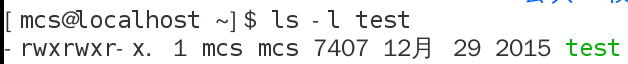 [mcs@localhost ~]$ ls -l test
-rwxrwxr-x. 1 mcs mcs 7407 12月 29 2015 test